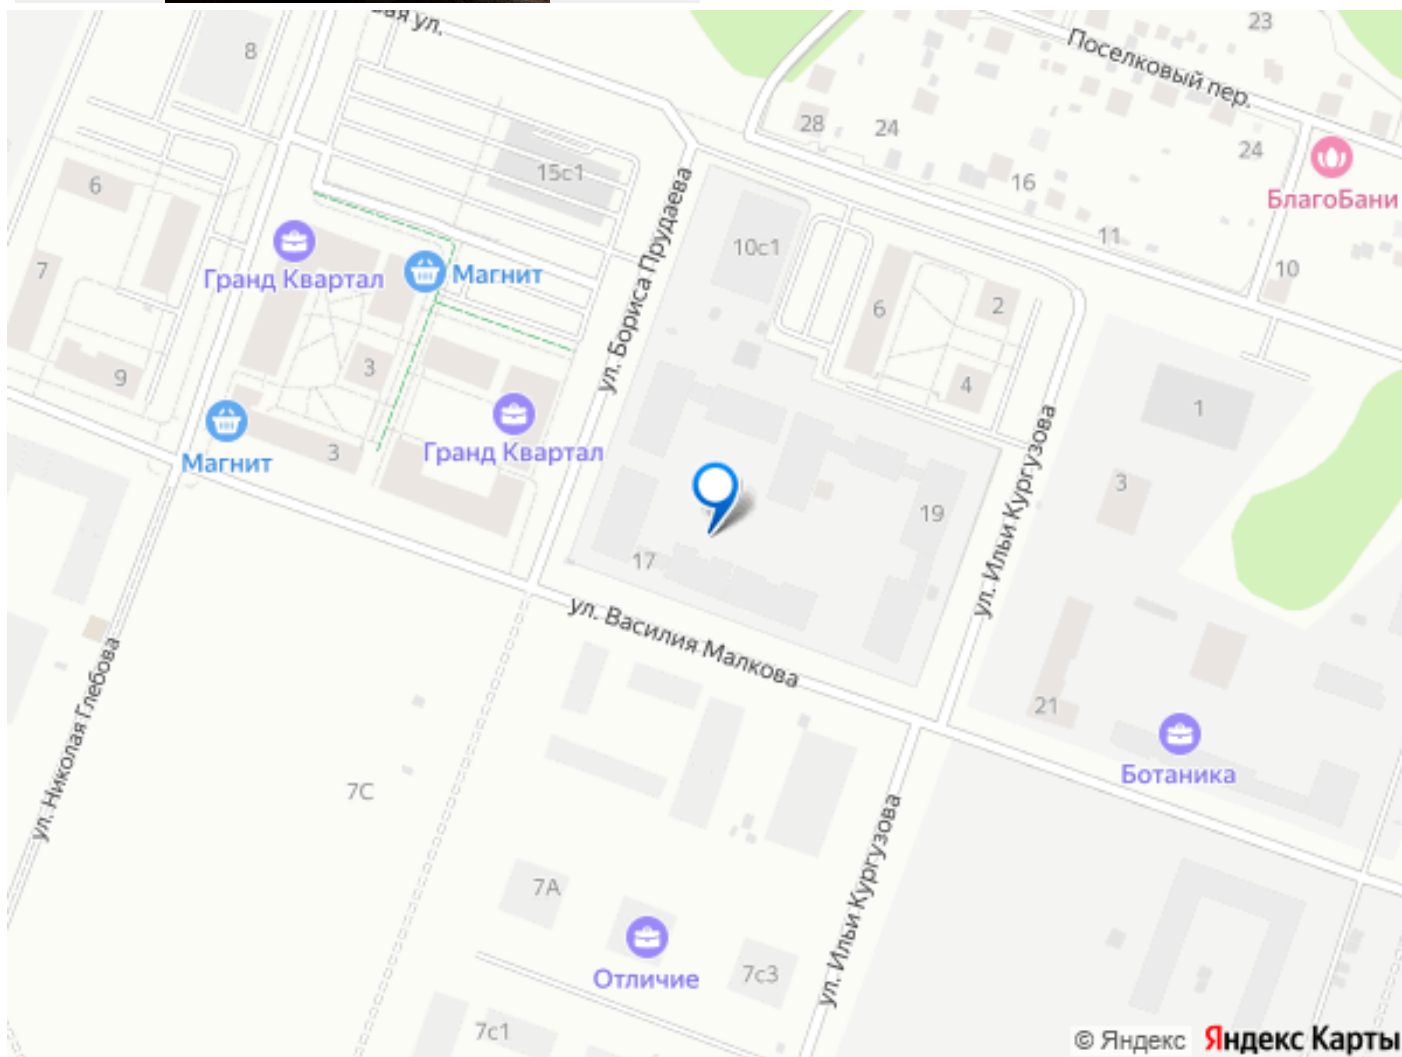 вая ул.
23
8
Поселковый пер.
28
24
24
15с1
16
БлагоБани
6
ул. Бориса Прудаева
11
10с1
7
Гранд Квартал
Магнит
10
6
2
3
9
4
1
ул. Ильи Кургузова
Гранд Квартал
3
Магнит
3
19
17
ул. Василия Малкова
21
ул. Николая Глебова
Ботаника
7С
ул. Ильи Кургузова
7А
Отличие
7с3
7с1
© Яндекс Яндекс Карты